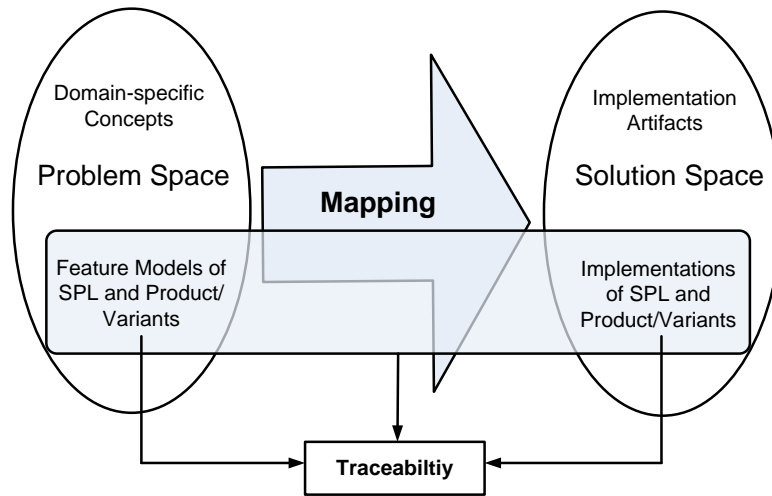 Domain-specific
Concepts
Problem Space
Feature Models of
SPL and Product/
Variants
Mapping
Implementation
Artifacts
Solution Space
Implementations
of SPL and
Product/Variants
Traceabiltiy